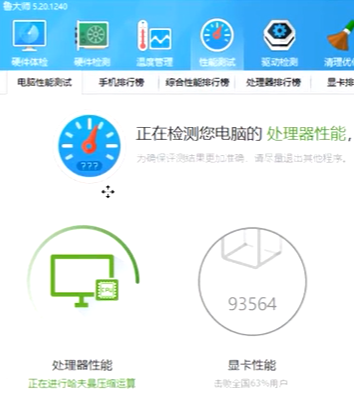 鲁大师 5.20.1240
硬件体检 硬件检测 温度管理 性能测试 驱动检测 清理优
电脑性能测试 手机排行榜 综合性能排行榜 处理器排行榜 显卡排
正在检测您电脑的 处理器性能，
为确保评测结果更加准确，请尽量退出其他程序。
???
93564
处理器性能 显卡性能
正在进行哈夫曼压缩运算 击败全国63%用户